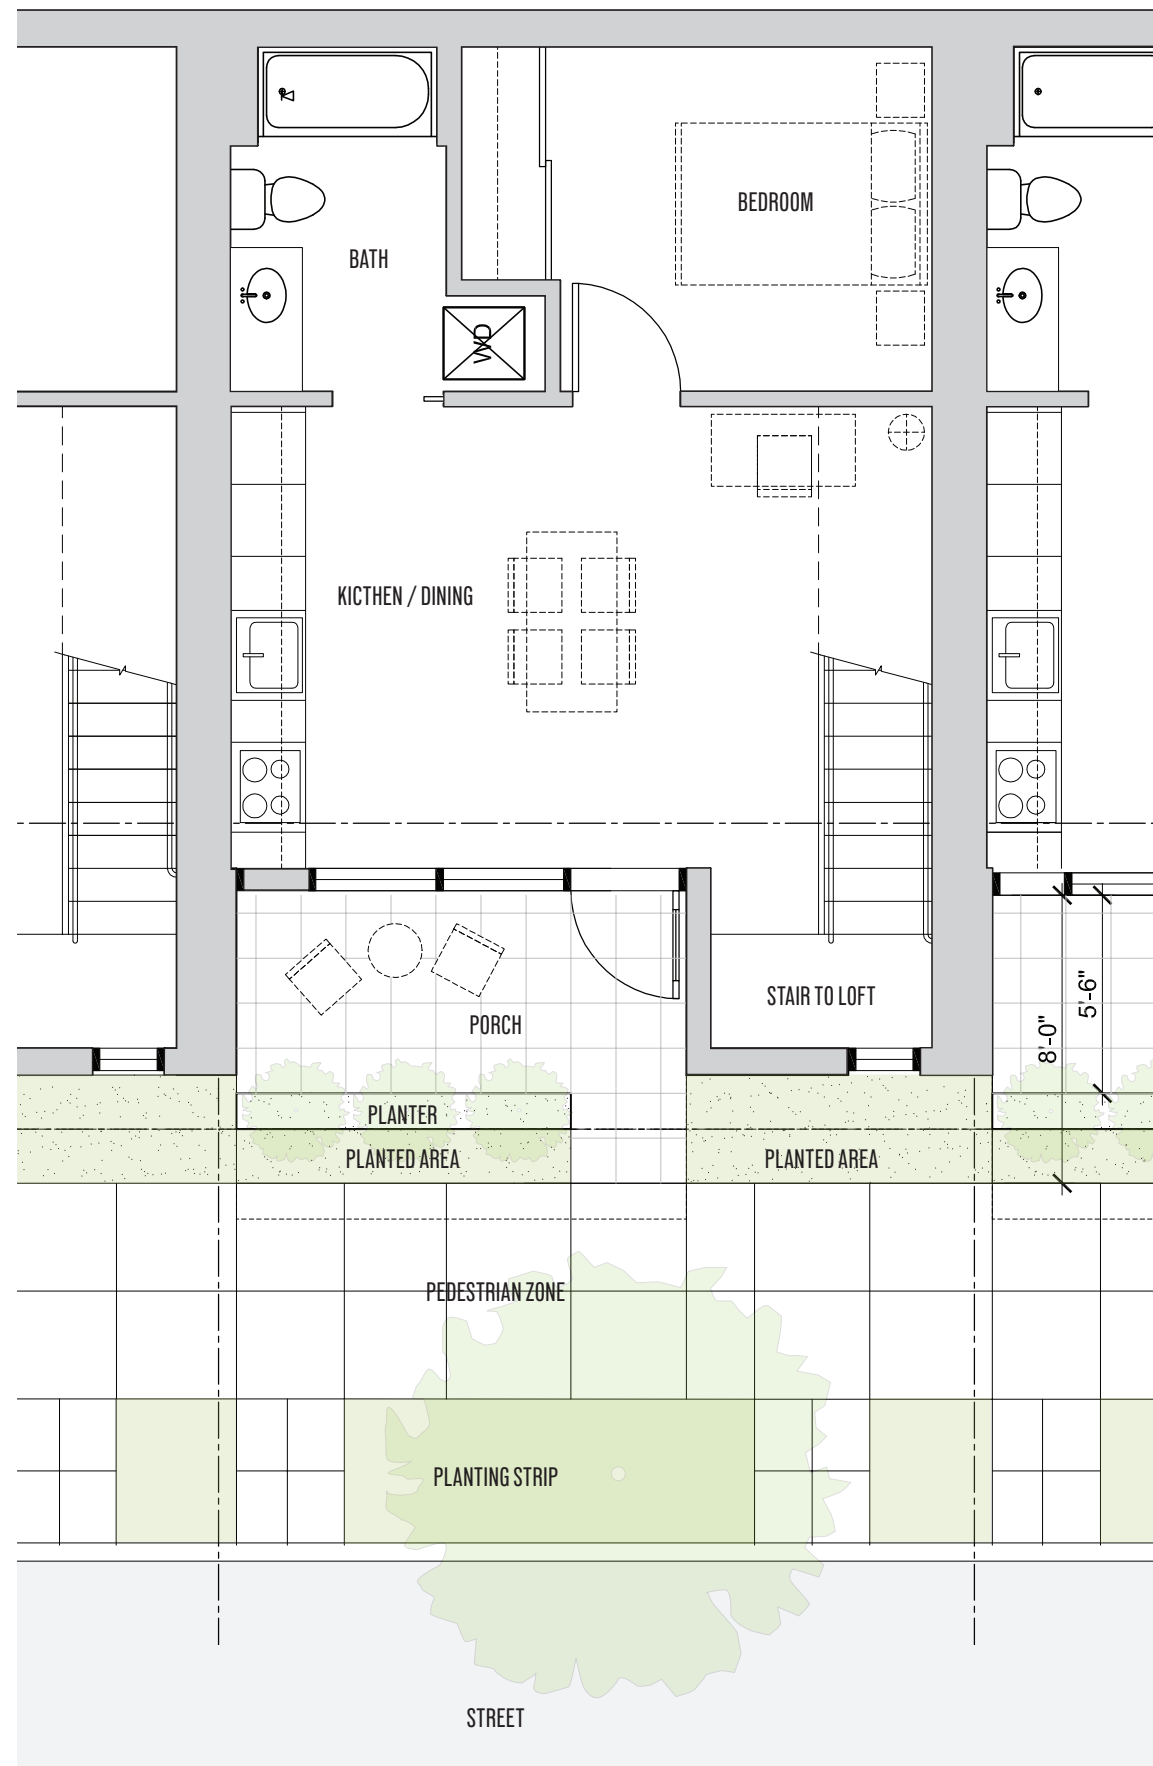 BEDROOM
BATH
W/D
KICTHEN / DINING
STAIR TO LOFT
5'-6"
PORCH
8'-0"
PLANTER
PLANTED AREA
PLANTED AREA
PEDESTRIAN ZONE
PLANTING STRIP
STREET